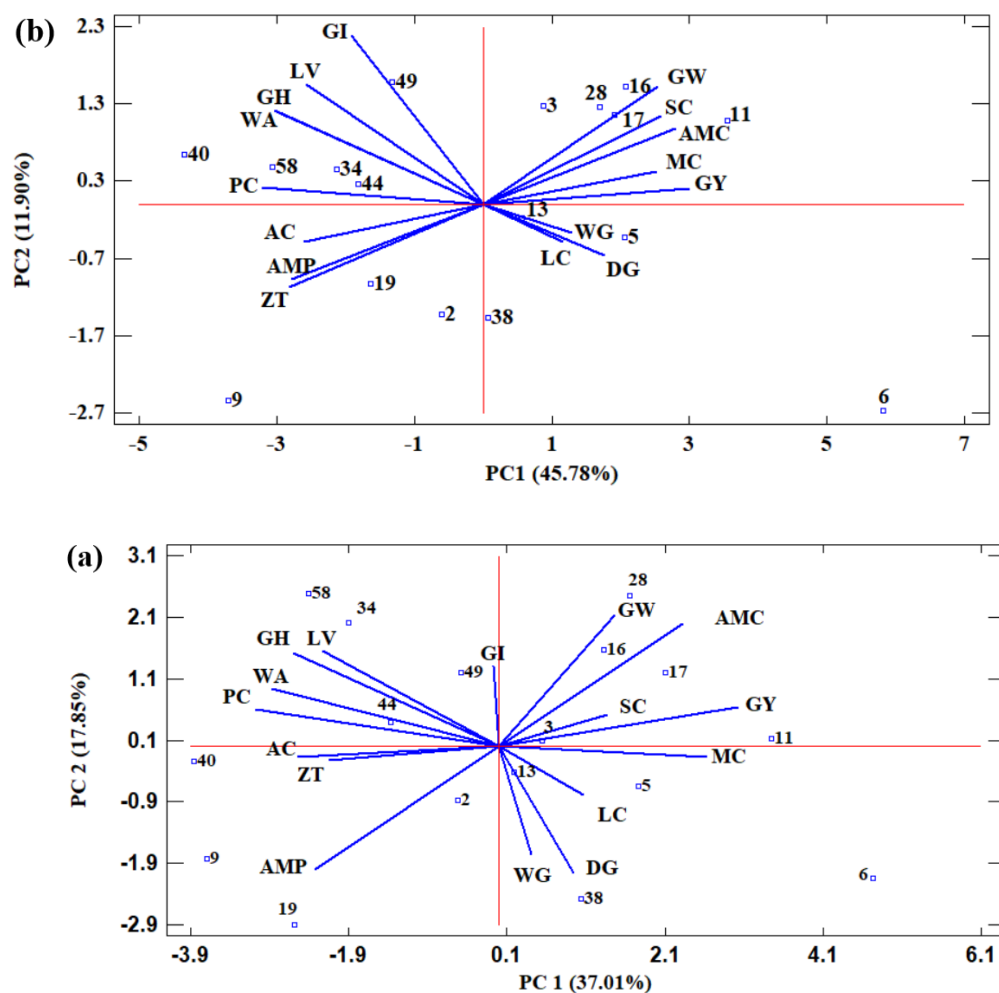 (b)
2.3
GI
LV
49
GH
WA
GW
28
16
3
SC
17
11
AMC
1.3
40
58
34
44
PC
MC
GY
0.3
13
AC
WG
5
LC
DG
-0.7
AMP
ZT
19
2
38
-1.7
9
6
-2.7
PC2 (11.90%)
-5 -3 -1 1 3 5 7
PC1 (45.78%)
(a)
3.1
58
34
28
GW
AMC
2.1
GH
LV
GI
16
49
17
WA
1.1
PC
44
SC
GY
3
11
0.1
AC
40
ZT
13
MC
5
2
LC
-0.9
9
AMP
WG
DG
6
-1.9
19
38
-2.9
PC 2 (17.85%)
-3.9 -1.9 0.1 2.1 4.1 6.1
PC 1 (37.01%)